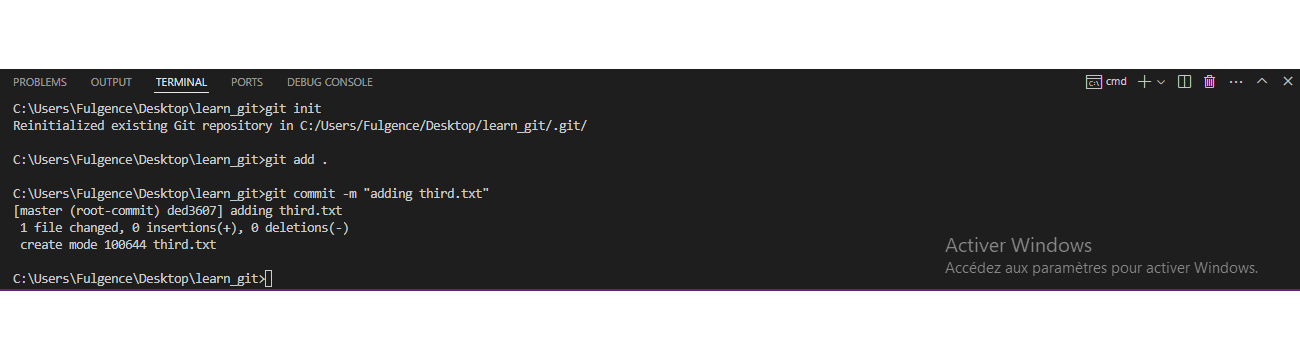 PROBLEMS OUTPUT TERMINAL PORTS DEBUG CONSOLE cmd
C:\Users\Fulgence\Desktop\learn_git>git init
Reinitialized existing Git repository in C:/Users/Fulgence/Desktop/learn_git/.git/
C:\Users\Fulgence\Desktop\learn_git>git add .
C:\Users\Fulgence\Desktop\learn_git>git commit -m "adding third.txt"
[master (root-commit) ded3607] adding third.txt
1 file changed, 0 insertions(+), 0 deletions(-)
create mode 100644 third.txt
C:\Users\Fulgence\Desktop\learn_git>
Activer Windows
Accédez aux paramètres pour activer Windows.